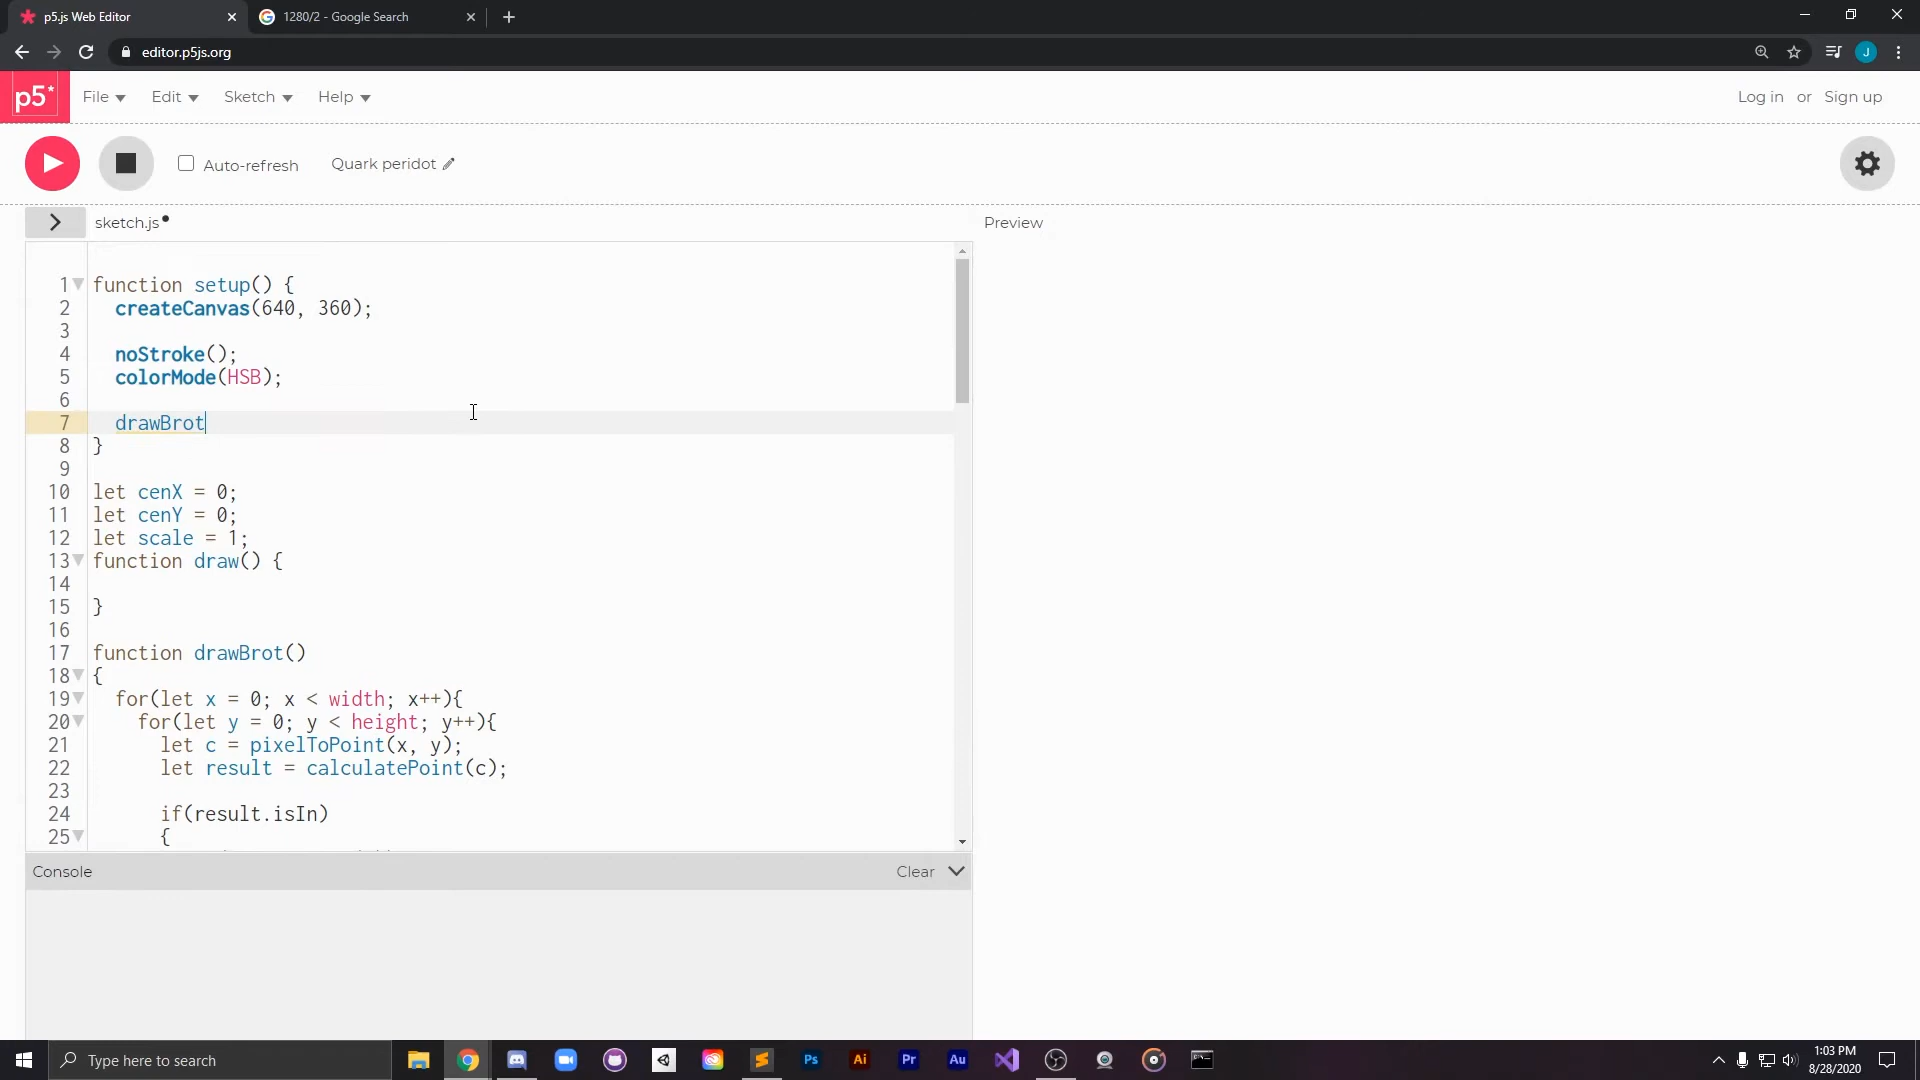 p5.js Web Editor
1280/2 - Google Search
editor.p5js.org
J
p5*
File
Edit
Sketch
Help
Log in or Sign up
Auto-refresh
Quark peridot
sketch.js
Preview
1 function setup() {
2 createCanvas(640, 360);
3
4 noStroke();
5 colorMode(HSB);
6
7 drawBrot
8 }
9
10 let cenX = 0;
11 let cenY = 0;
12 let scale = 1;
13 function draw() {
14
15 }
16
17 function drawBrot()
18 {
19 for(let x = 0; x < width; x++){
20 for(let y = 0; y < height; y++){
21 let c = pixelToPoint(x, y);
22 let result = calculatePoint(c);
23
24 if(result.isIn)
25 {
Console
Clear
Type here to search
Ps
Ai
Pr
Au
1:03 PM
8/28/2020